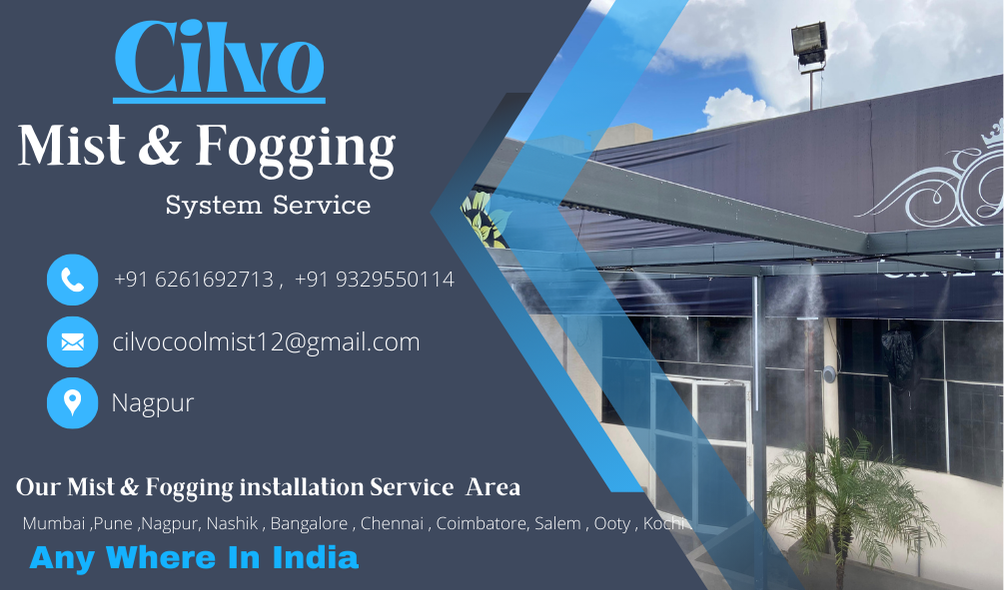 Cilvo
Mist & Fogging
System Service
+91 6261692713 , +91 9329550114
cilvocoolmist12@gmail.com
Nagpur
Our Mist & Fogging installation Service Area
Mumbai ,Pune ,Nagpur, Nashik , Bangalore , Chennai , Coimbatore, Salem , Ooty , Kochi .
Any Where In India